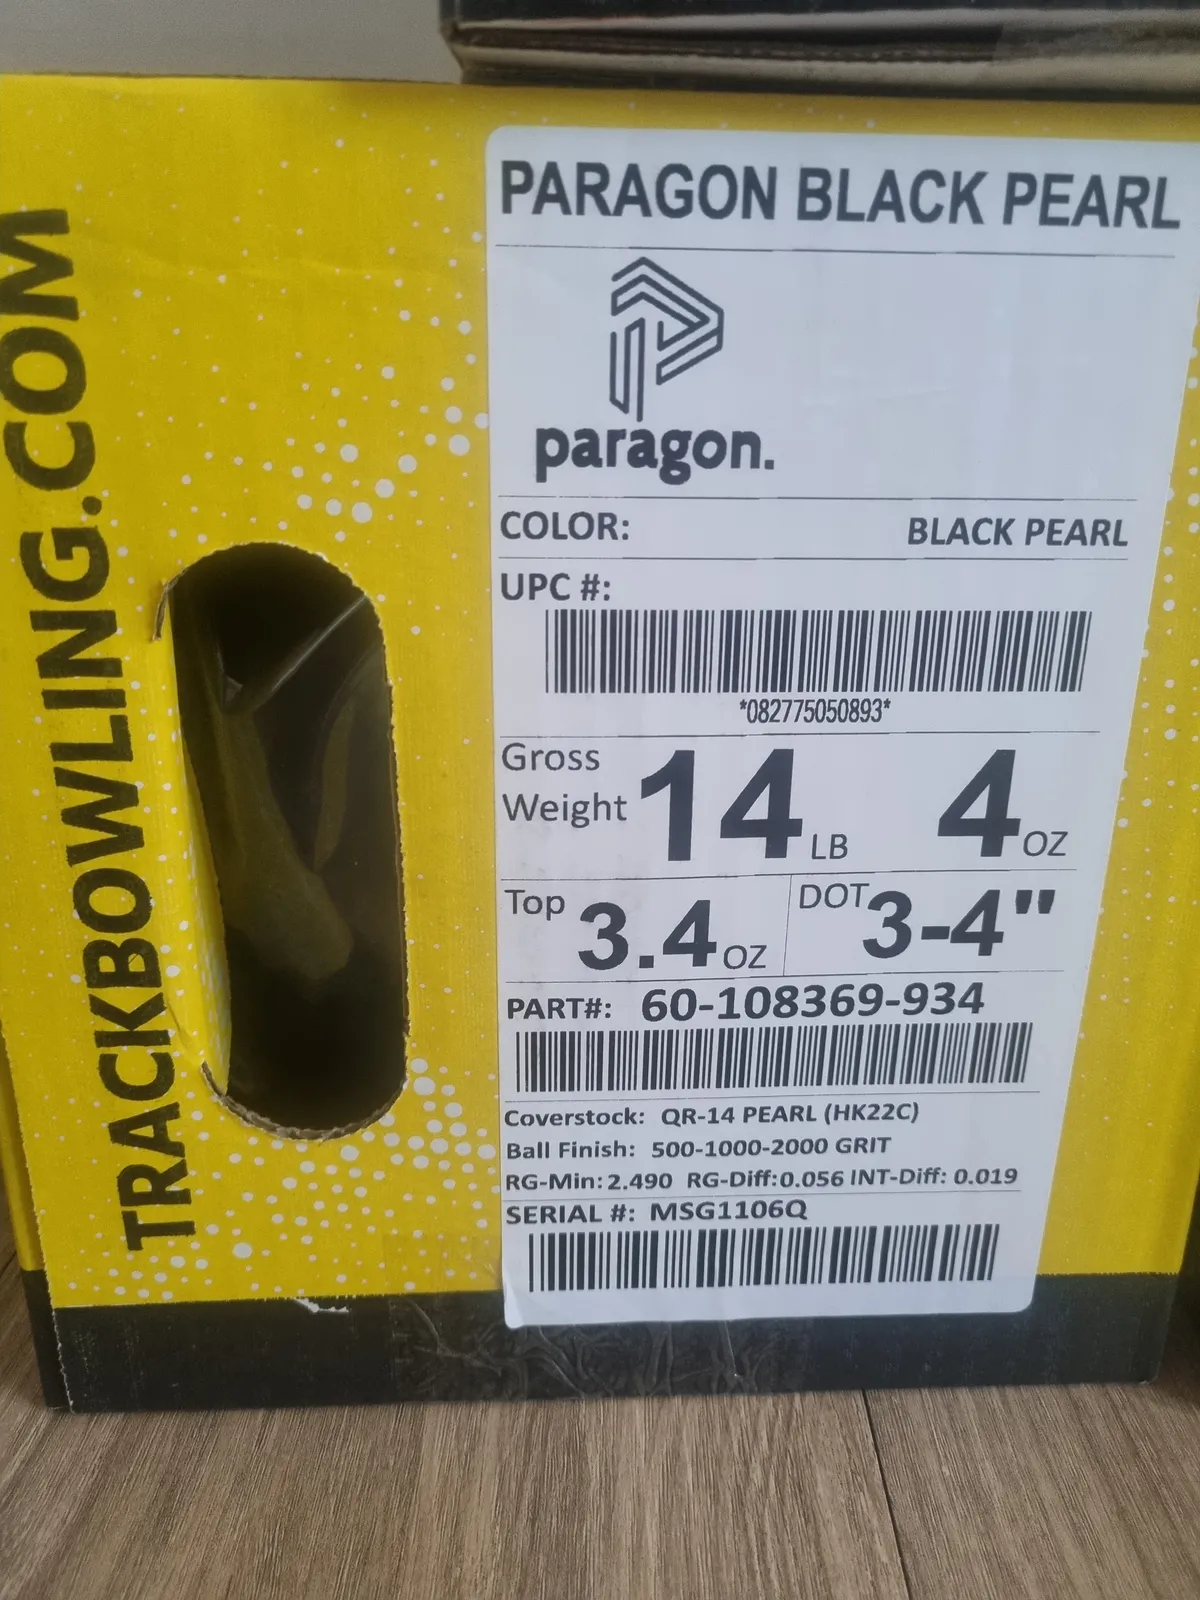 TRACKBOWLING.COM
PARAGON BLACK PEARL
paragon.
COLOR: BLACK PEARL
UPC #:
*082775050893*
Gross Weight 14 LB 4 OZ
Top 3.4 OZ DOT 3-4"
PART#: 60-108369-934
Coverstock: QR-14 PEARL (HK22C)
Ball Finish: 500-1000-2000 GRIT
RG-Min: 2.490 RG-Diff:0.056 INT-Diff: 0.019
SERIAL #: MSG1106Q